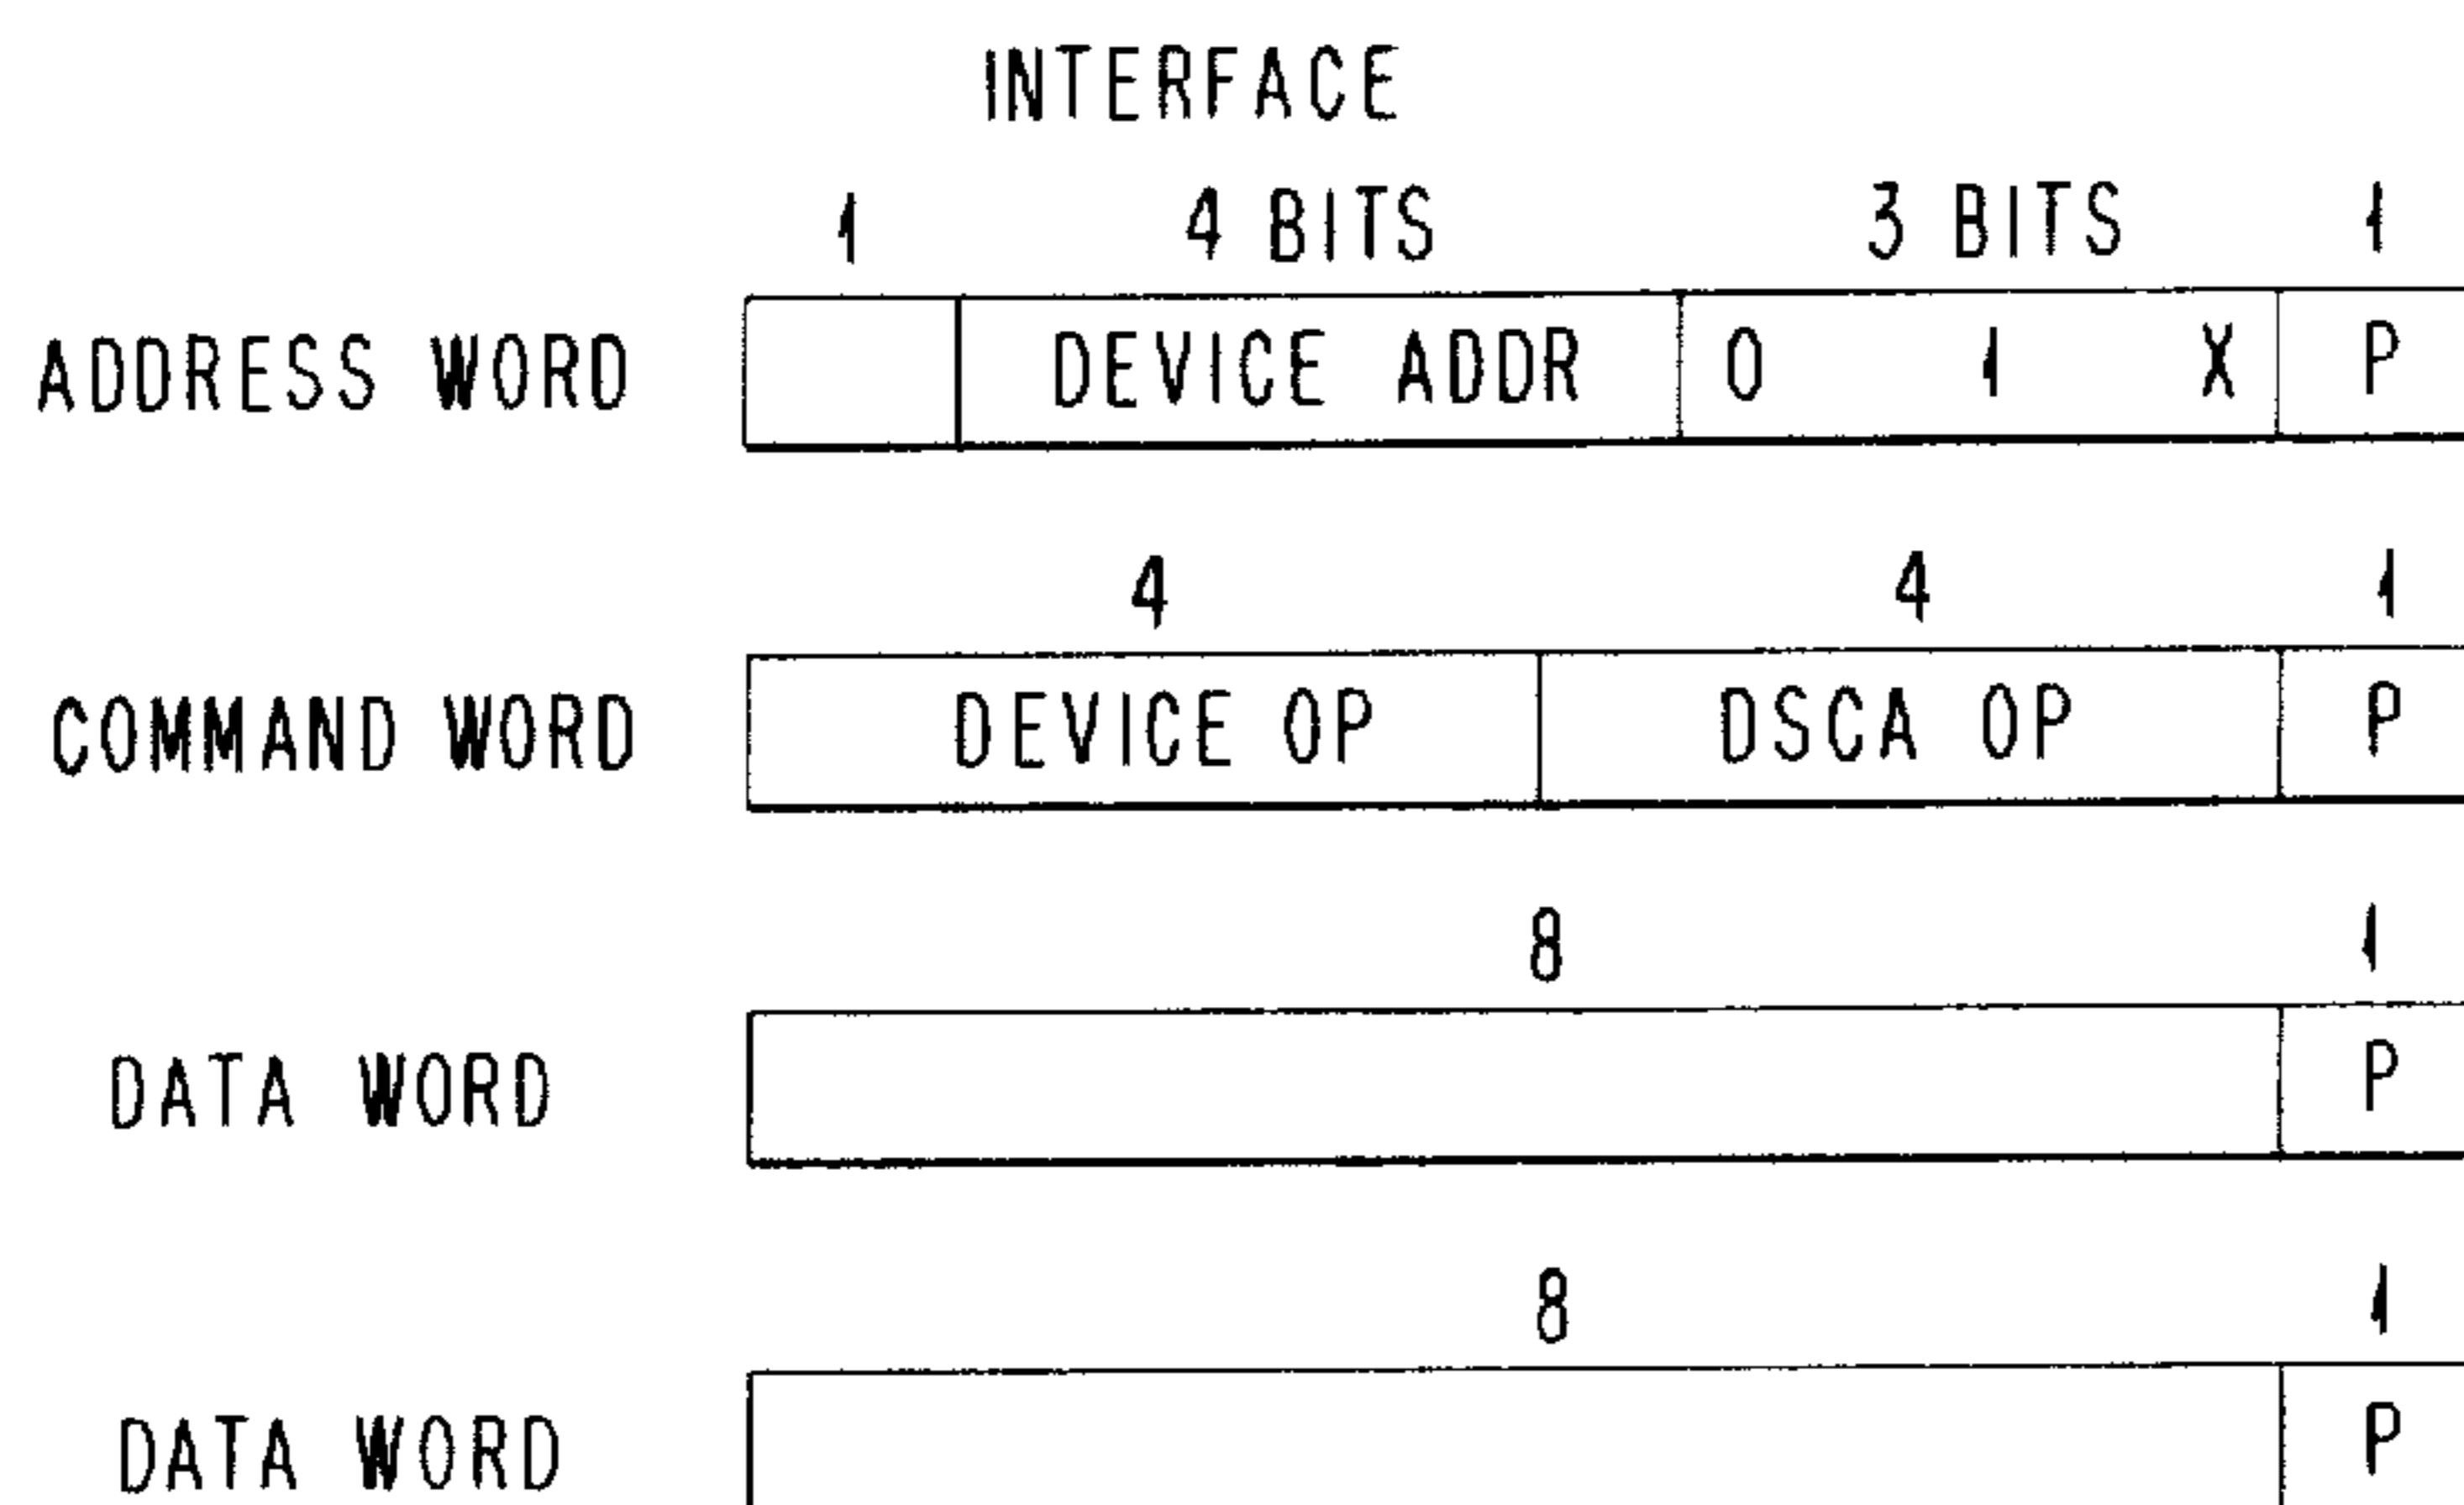 INTERFACE
1 4 BITS 3 BITS 1
ADDRESS WORD DEVICE ADDR 0 1 X P
4 4 1
COMMAND WORD DEVICE OP DSCA OP P
8 1
DATA WORD P
8 1
DATA WORD P